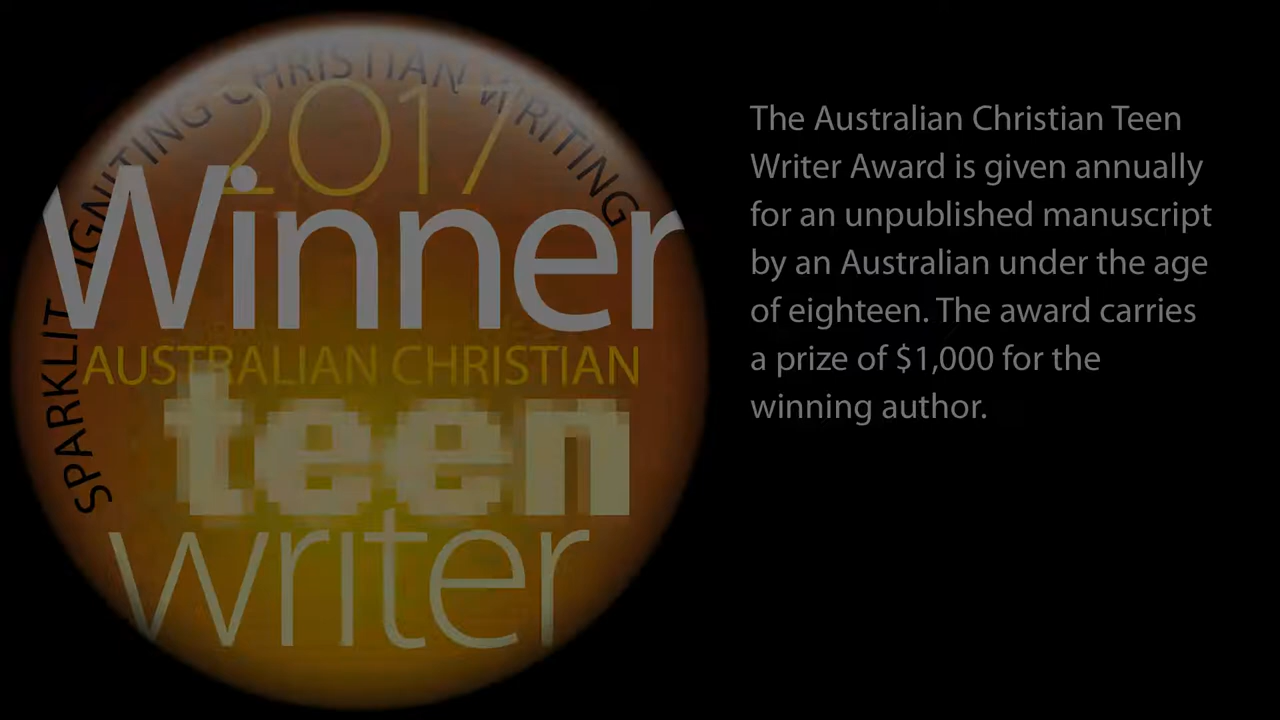 SPARKLIT IGNITING CHRISTIAN WRITING
2017
Winner
AUSTRALIAN CHRISTIAN
teen
writer
The Australian Christian Teen
Writer Award is given annually
for an unpublished manuscript
by an Australian under the age
of eighteen. The award carries
a prize of $1,000 for the
winning author.